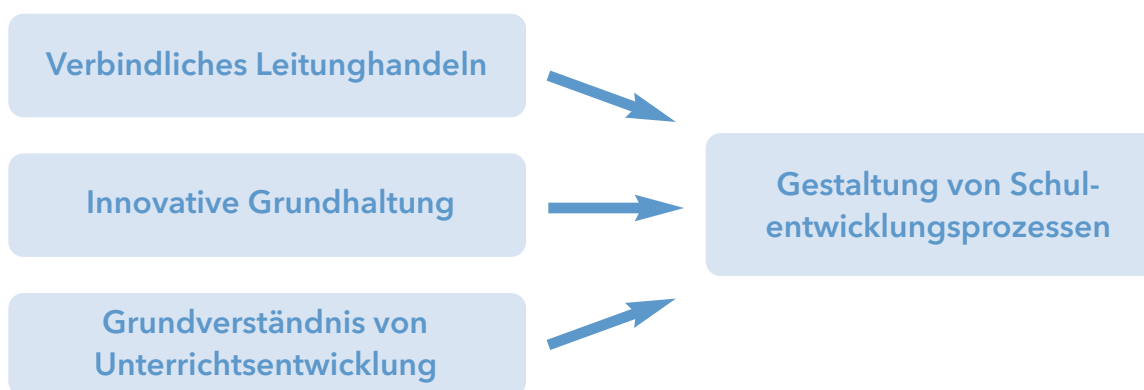 Verbindliches Leitunghandeln
Innovative Grundhaltung
Grundverständnis von
Unterrichtsentwicklung
Gestaltung von Schul-
entwicklungsprozessen